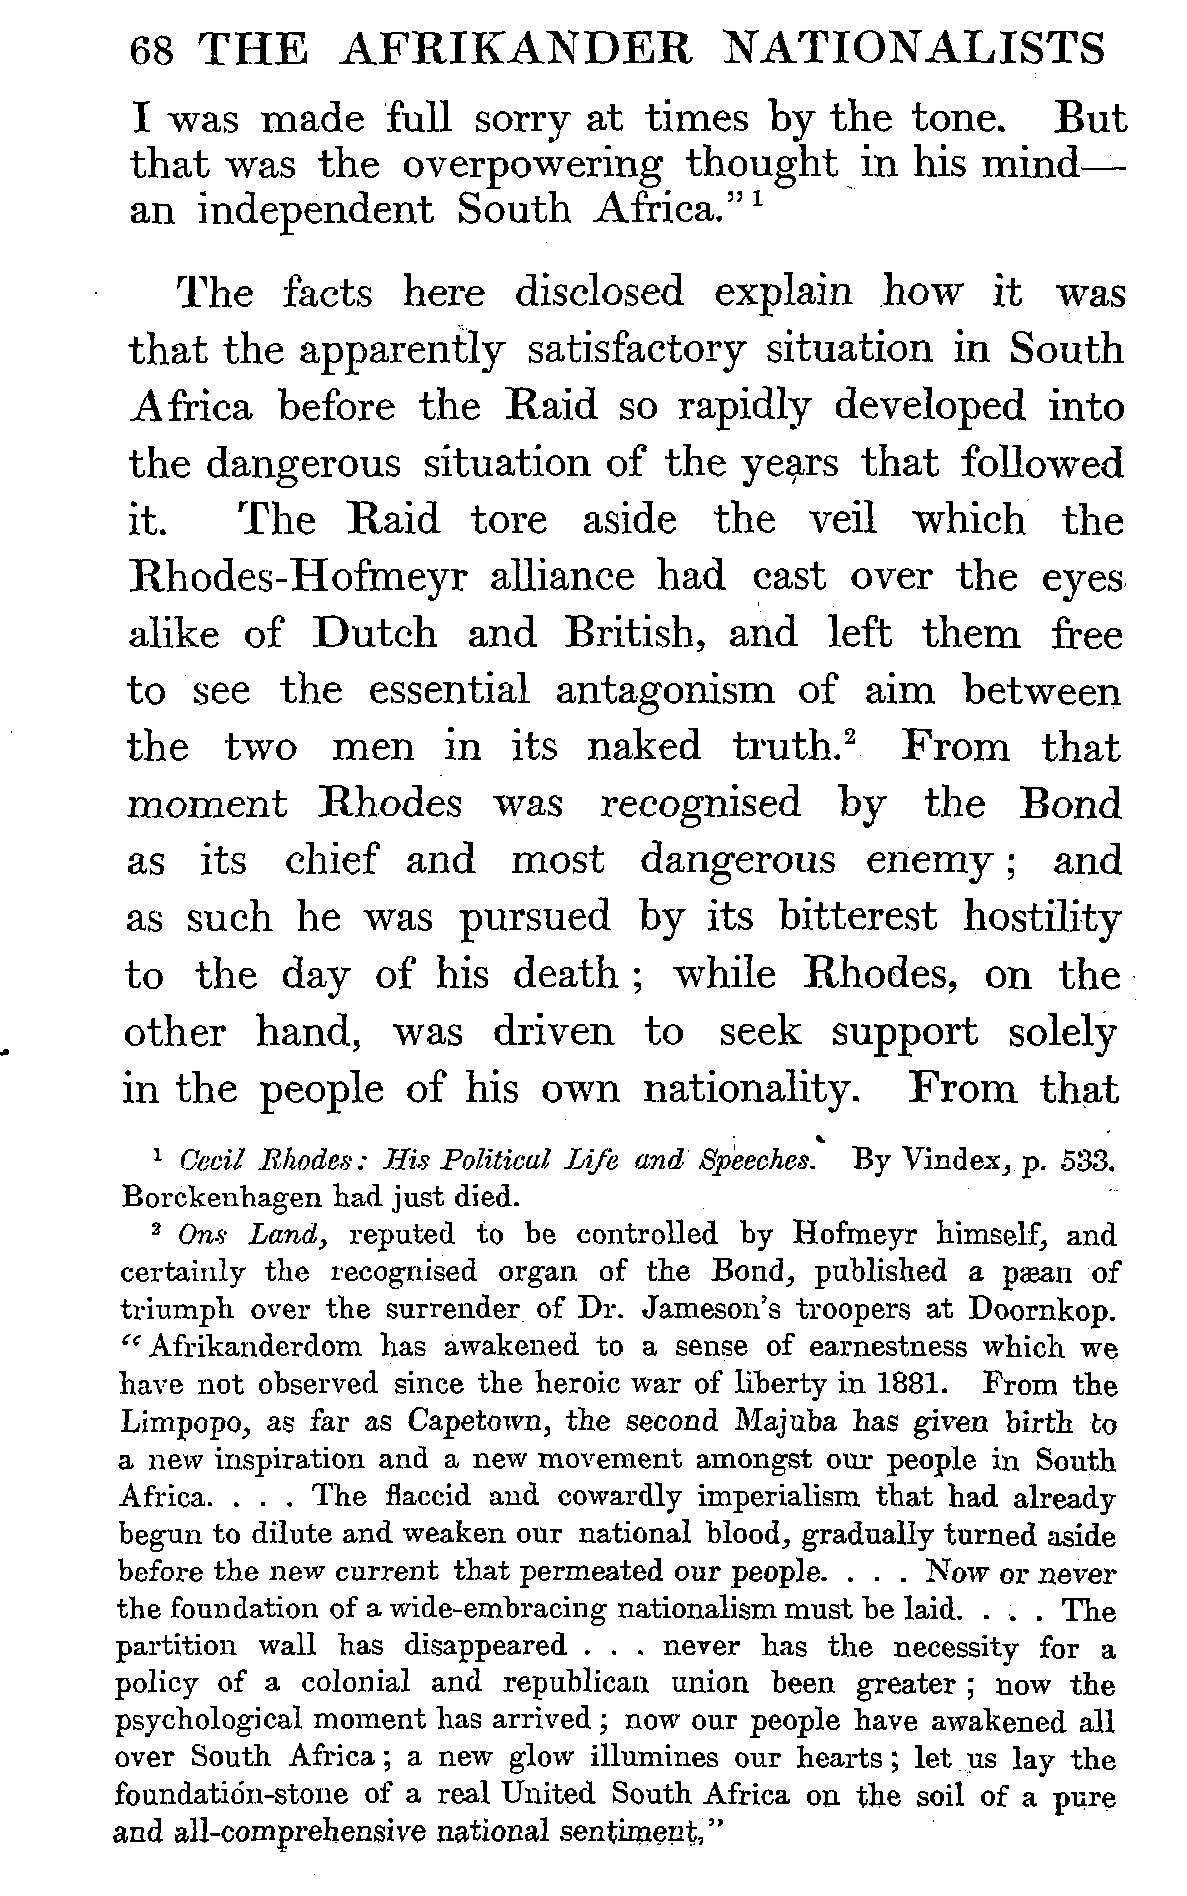 68 THE AFRIKANDER NATIONALISTS
I was made full sorry at times by the tone. But
that was the overpowering thought in his mind—
an independent South Africa." ¹
The facts here disclosed explain how it was
that the apparently satisfactory situation in South
Africa before the Raid so rapidly developed into
the dangerous situation of the years that followed
it. The Raid tore aside the veil which the
Rhodes-Hofmeyr alliance had cast over the eyes
alike of Dutch and British, and left them free
to see the essential antagonism of aim between
the two men in its naked truth.² From that
moment Rhodes was recognised by the Bond
as its chief and most dangerous enemy ; and
as such he was pursued by its bitterest hostility
to the day of his death ; while Rhodes, on the
other hand, was driven to seek support solely
in the people of his own nationality. From that
¹ Cecil Rhodes: His Political Life and Speeches. By Vindex, p. 533.
Borckenhagen had just died.
² Ons Land, reputed to be controlled by Hofmeyr himself, and
certainly the recognised organ of the Bond, published a pæan of
triumph over the surrender of Dr. Jameson's troopers at Doornkop.
"Afrikanderdom has awakened to a sense of earnestness which we
have not observed since the heroic war of liberty in 1881. From the
Limpopo, as far as Capetown, the second Majuba has given birth to
a new inspiration and a new movement amongst our people in South
Africa. . . . The flaccid and cowardly imperialism that had already
begun to dilute and weaken our national blood, gradually turned aside
before the new current that permeated our people. . . . Now or never
the foundation of a wide-embracing nationalism must be laid. . . . The
partition wall has disappeared . . . never has the necessity for a
policy of a colonial and republican union been greater ; now the
psychological moment has arrived ; now our people have awakened all
over South Africa ; a new glow illumines our hearts ; let us lay the
foundation-stone of a real United South Africa on the soil of a pure
and all-comprehensive national sentiment."